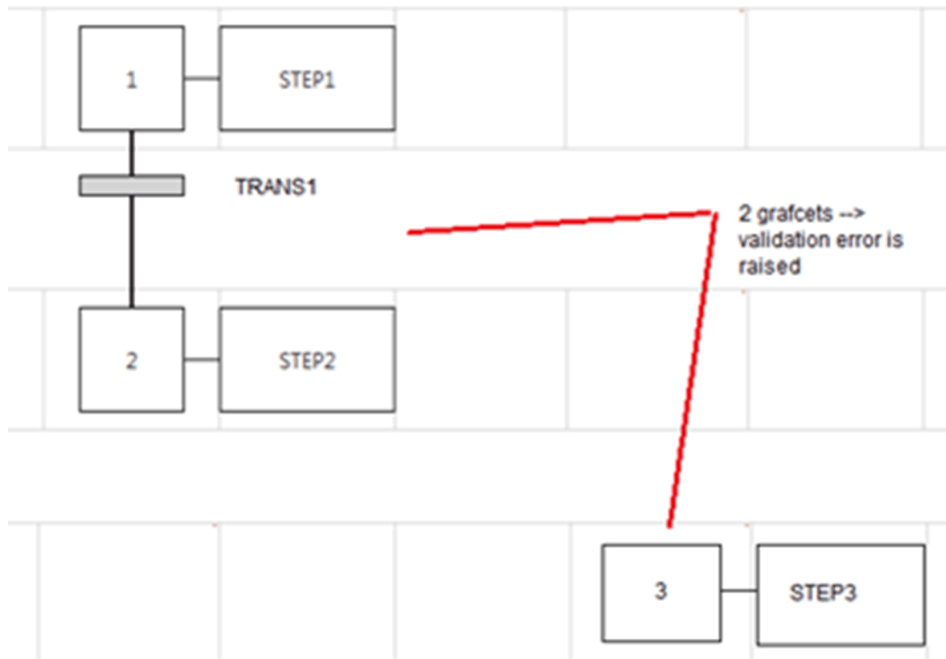 1
STEP1
TRANS1
2 grafcets -->
validation error is
raised
2
STEP2
3
STEP3